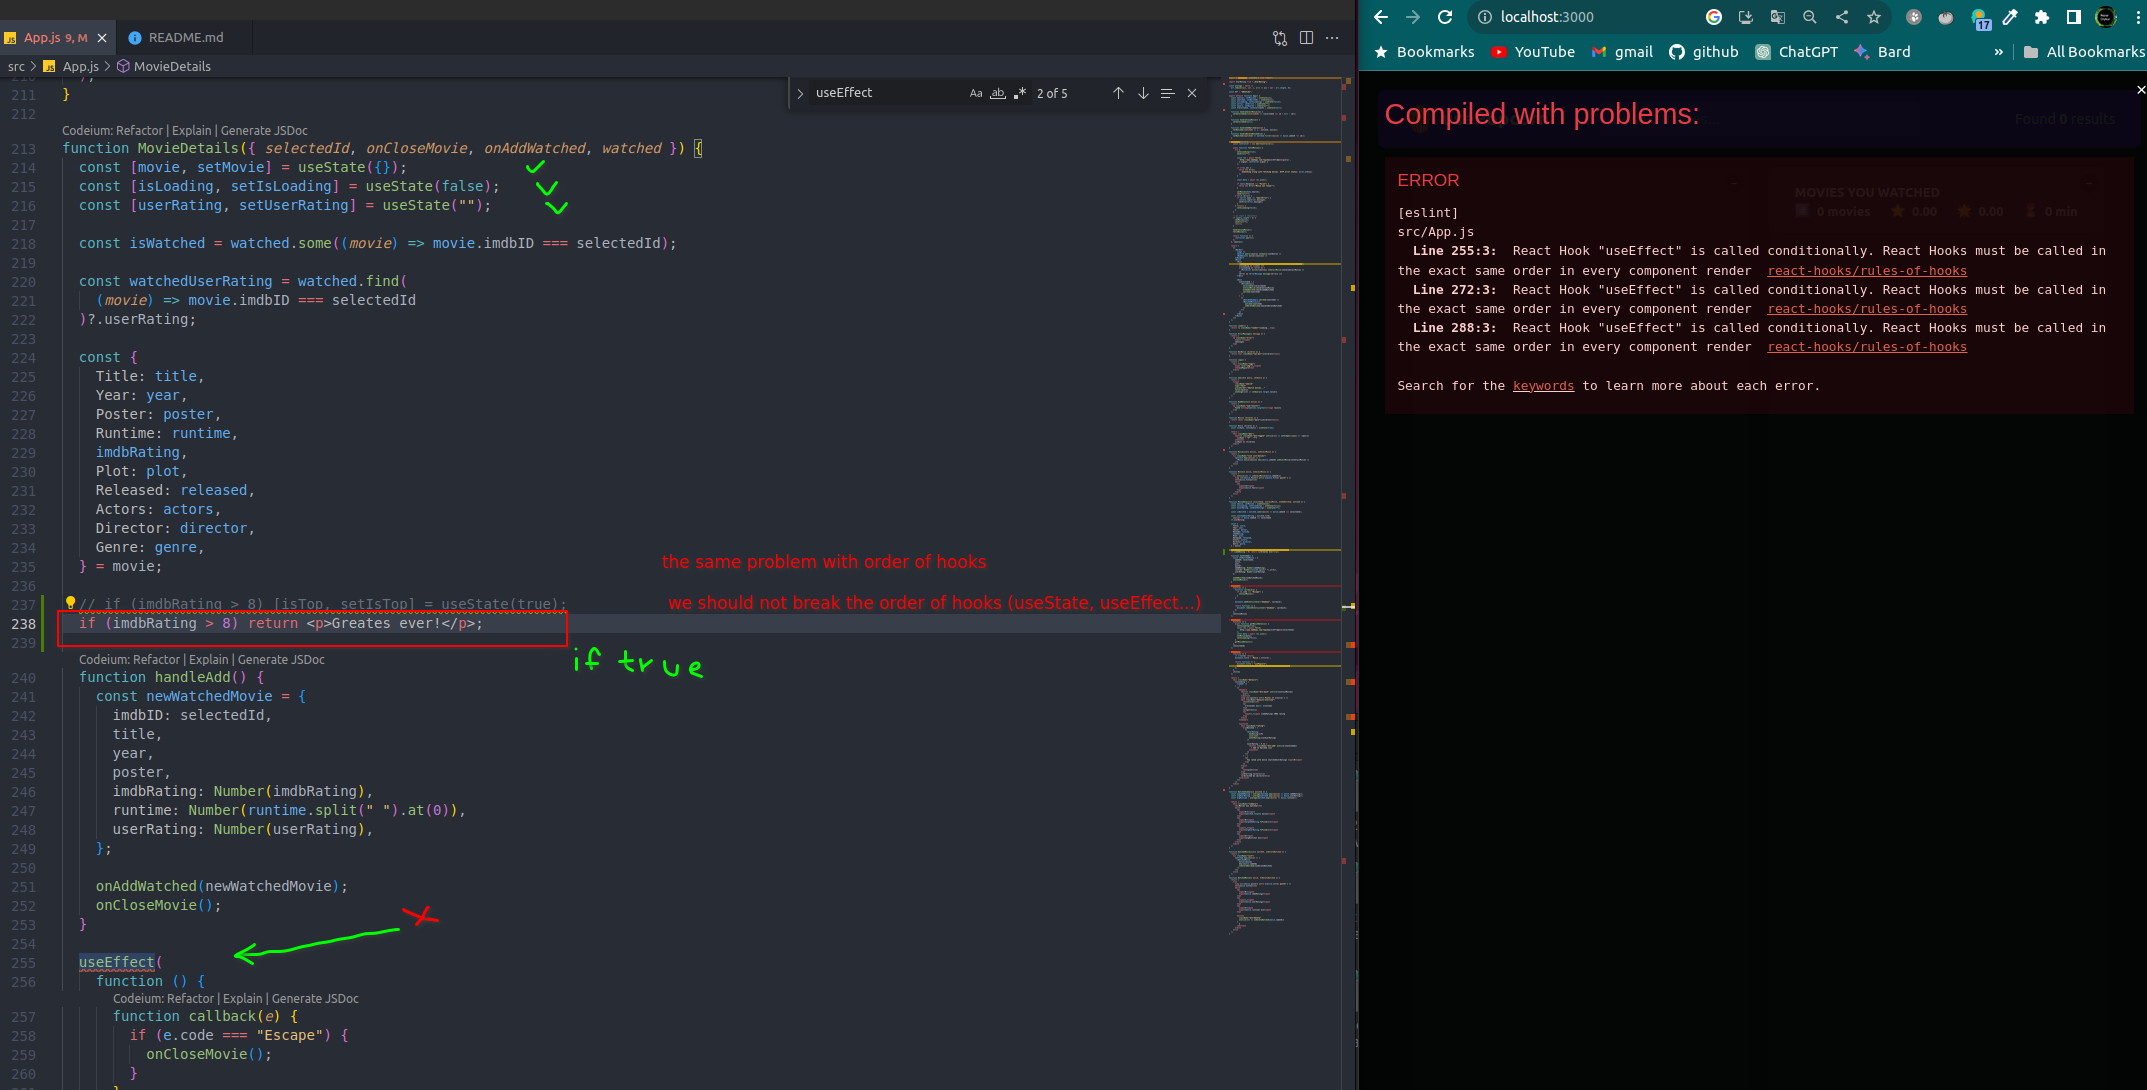 App.js 9, M
README.md
src > App.js > MovieDetails
useEffect
Aa
ab
2 of 5
211 }
212
Codeium: Refactor | Explain | Generate JSDoc
213 function MovieDetails({ selectedId, onCloseMovie, onAddWatched, watched }) {
214 const [movie, setMovie] = useState({});
215 const [isLoading, setIsLoading] = useState(false);
216 const [userRating, setUserRating] = useState("");
217
218 const isWatched = watched.some((movie) => movie.imdbID === selectedId);
219
220 const watchedUserRating = watched.find(
221 (movie) => movie.imdbID === selectedId
222 )?.userRating;
223
224 const {
225 Title: title,
226 Year: year,
227 Poster: poster,
228 Runtime: runtime,
229 imdbRating,
230 Plot: plot,
231 Released: released,
232 Actors: actors,
233 Director: director,
234 Genre: genre,
235 } = movie;
the same problem with order of hooks
236
237 // if (imdbRating > 8) [isTop, setIsTop] = useState(true);
we should not break the order of hooks (useState, useEffect...)
238 if (imdbRating > 8) return <p>Greates ever!</p>;
239
if true
Codeium: Refactor | Explain | Generate JSDoc
240 function handleAdd() {
241 const newWatchedMovie = {
242 imdbID: selectedId,
243 title,
244 year,
245 poster,
246 imdbRating: Number(imdbRating),
247 runtime: Number(runtime.split(" ").at(0)),
248 userRating: Number(userRating),
249 };
250
251 onAddWatched(newWatchedMovie);
252 onCloseMovie();
253 }
254
255 useEffect(
256 function () {
Codeium: Refactor | Explain | Generate JSDoc
257 function callback(e) {
258 if (e.code === "Escape") {
259 onCloseMovie();
260 }
localhost:3000
17
Bookmarks
YouTube
gmail
github
ChatGPT
Bard
»
All Bookmarks
Compiled with problems:
Found 0 results
ERROR
MOVIES YOU WATCHED
0 movies
0.00
0.00
0 min
[eslint]
src/App.js
Line 255:3: React Hook "useEffect" is called conditionally. React Hooks must be called in
the exact same order in every component render react-hooks/rules-of-hooks
Line 272:3: React Hook "useEffect" is called conditionally. React Hooks must be called in
the exact same order in every component render react-hooks/rules-of-hooks
Line 288:3: React Hook "useEffect" is called conditionally. React Hooks must be called in
the exact same order in every component render react-hooks/rules-of-hooks
Search for the keywords to learn more about each error.